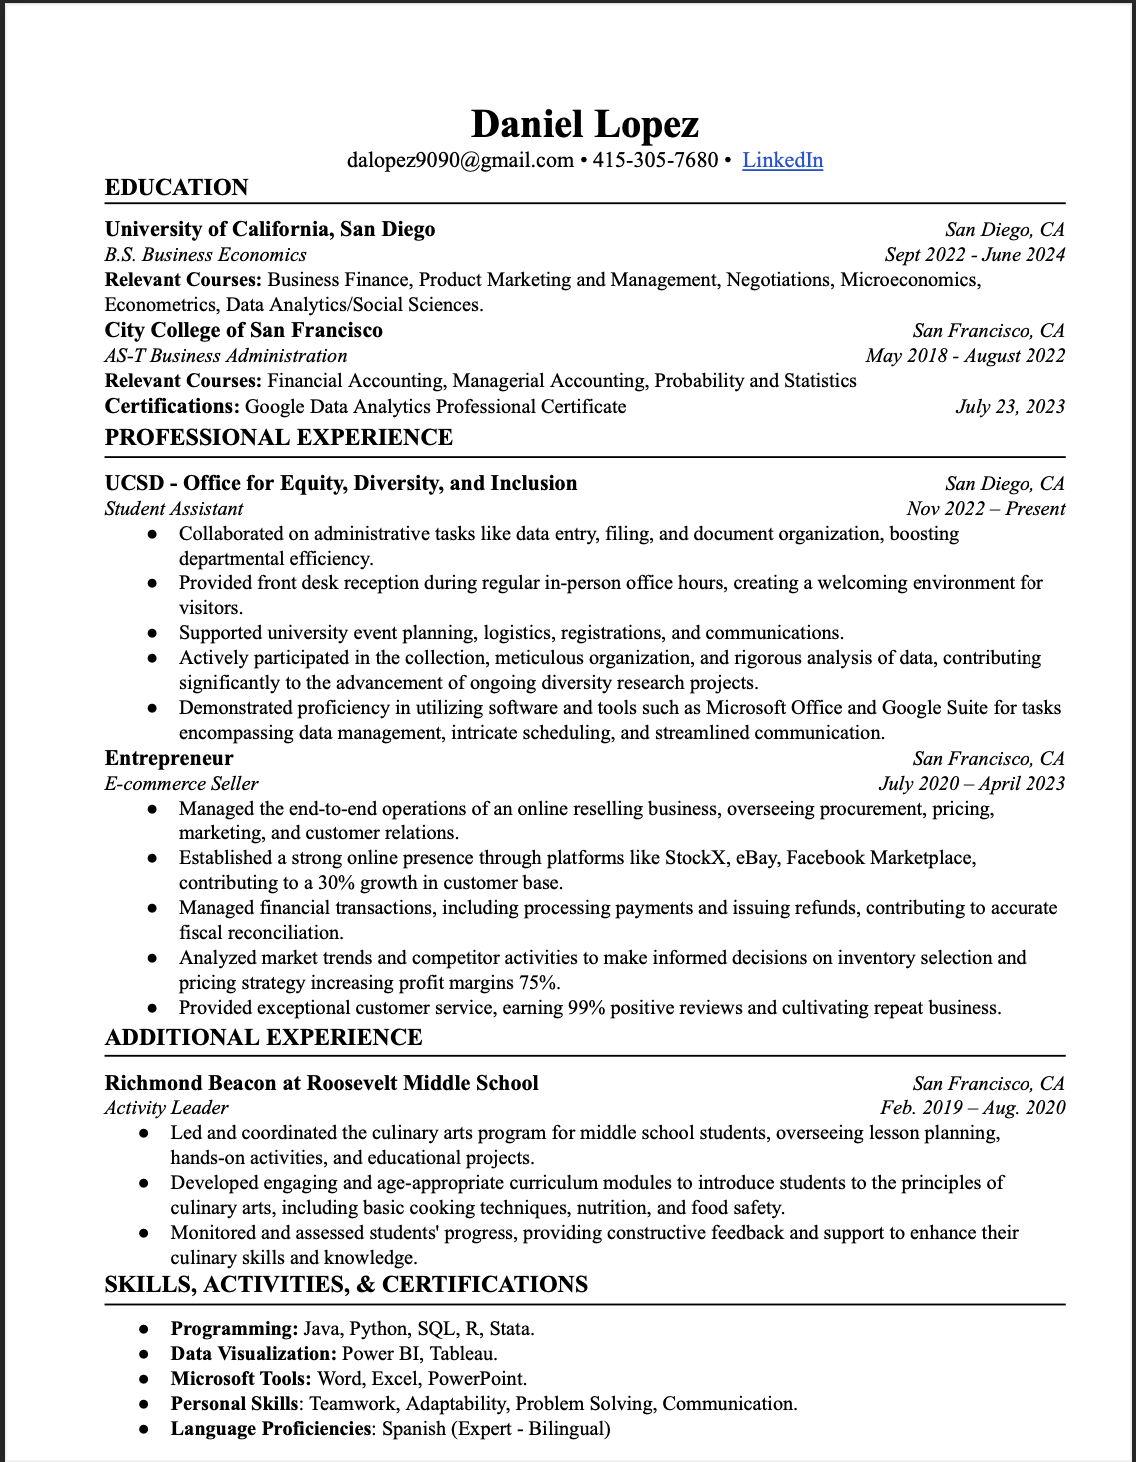 Daniel Lopez
dalopez9090@gmail.com • 415-305-7680 • LinkedIn
EDUCATION
University of California, San Diego San Diego, CA
B.S. Business Economics Sept 2022 - June 2024
Relevant Courses: Business Finance, Product Marketing and Management, Negotiations, Microeconomics,
Econometrics, Data Analytics/Social Sciences.
City College of San Francisco San Francisco, CA
AS-T Business Administration May 2018 - August 2022
Relevant Courses: Financial Accounting, Managerial Accounting, Probability and Statistics
Certifications: Google Data Analytics Professional Certificate July 23, 2023
PROFESSIONAL EXPERIENCE
UCSD - Office for Equity, Diversity, and Inclusion San Diego, CA
Student Assistant Nov 2022 – Present
● Collaborated on administrative tasks like data entry, filing, and document organization, boosting
departmental efficiency.
● Provided front desk reception during regular in-person office hours, creating a welcoming environment for
visitors.
● Supported university event planning, logistics, registrations, and communications.
● Actively participated in the collection, meticulous organization, and rigorous analysis of data, contributing
significantly to the advancement of ongoing diversity research projects.
● Demonstrated proficiency in utilizing software and tools such as Microsoft Office and Google Suite for tasks
encompassing data management, intricate scheduling, and streamlined communication.
Entrepreneur San Francisco, CA
E-commerce Seller July 2020 – April 2023
● Managed the end-to-end operations of an online reselling business, overseeing procurement, pricing,
marketing, and customer relations.
● Established a strong online presence through platforms like StockX, eBay, Facebook Marketplace,
contributing to a 30% growth in customer base.
● Managed financial transactions, including processing payments and issuing refunds, contributing to accurate
fiscal reconciliation.
● Analyzed market trends and competitor activities to make informed decisions on inventory selection and
pricing strategy increasing profit margins 75%.
● Provided exceptional customer service, earning 99% positive reviews and cultivating repeat business.
ADDITIONAL EXPERIENCE
Richmond Beacon at Roosevelt Middle School San Francisco, CA
Activity Leader Feb. 2019 – Aug. 2020
● Led and coordinated the culinary arts program for middle school students, overseeing lesson planning,
hands-on activities, and educational projects.
● Developed engaging and age-appropriate curriculum modules to introduce students to the principles of
culinary arts, including basic cooking techniques, nutrition, and food safety.
● Monitored and assessed students' progress, providing constructive feedback and support to enhance their
culinary skills and knowledge.
SKILLS, ACTIVITIES, & CERTIFICATIONS
● Programming: Java, Python, SQL, R, Stata.
● Data Visualization: Power BI, Tableau.
● Microsoft Tools: Word, Excel, PowerPoint.
● Personal Skills: Teamwork, Adaptability, Problem Solving, Communication.
● Language Proficiencies: Spanish (Expert - Bilingual)